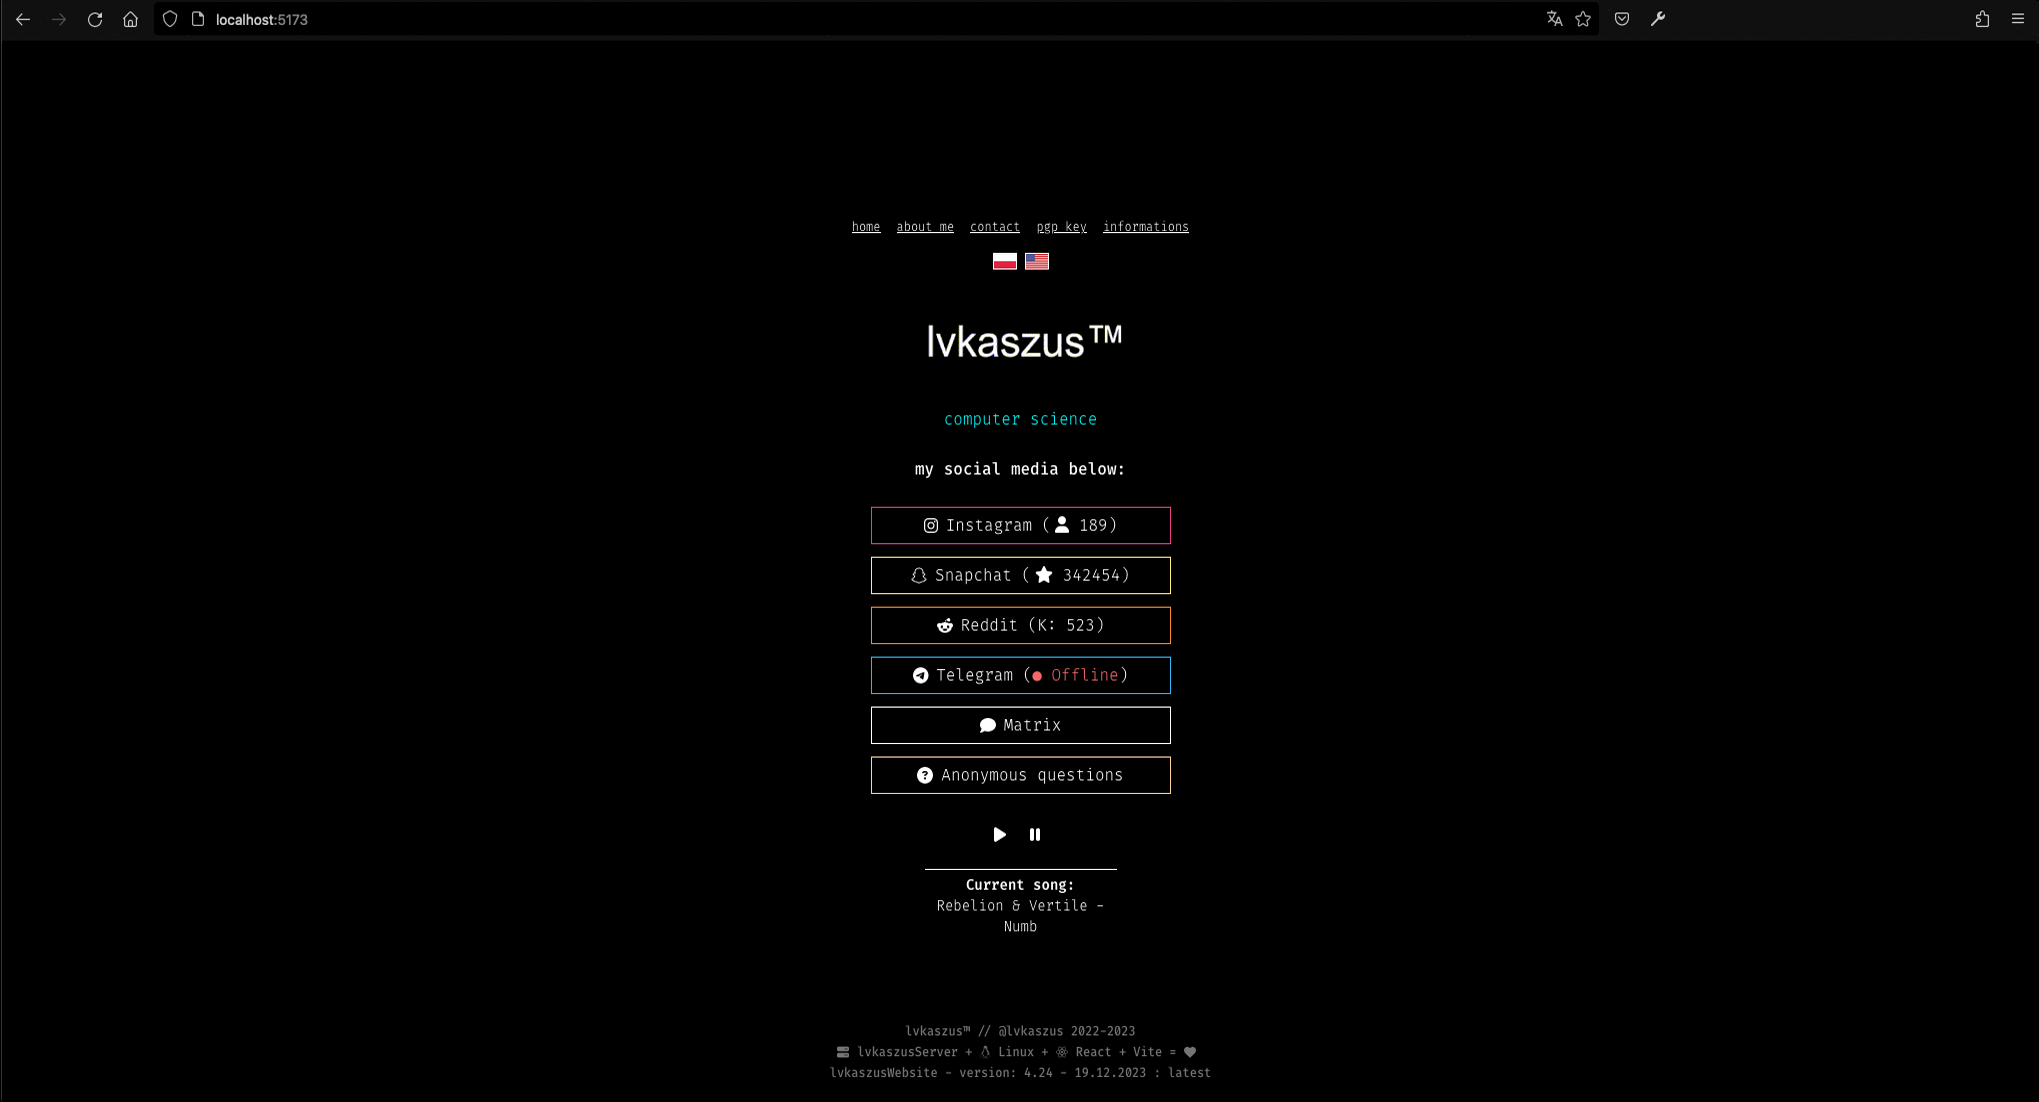 localhost:5173
home about me contact pgp key informations
lvkaszus™
computer science
my social media below:
Instagram ( 189)
Snapchat ( 342454)
Reddit (K: 523)
Telegram (● Offline)
Matrix
Anonymous questions
Current song:
Rebelion & Vertile -
Numb
lvkaszus™ // @lvkaszus 2022-2023
lvkaszusServer + Linux + React + Vite = ♥
lvkaszusWebsite - version: 4.24 - 19.12.2023 : latest